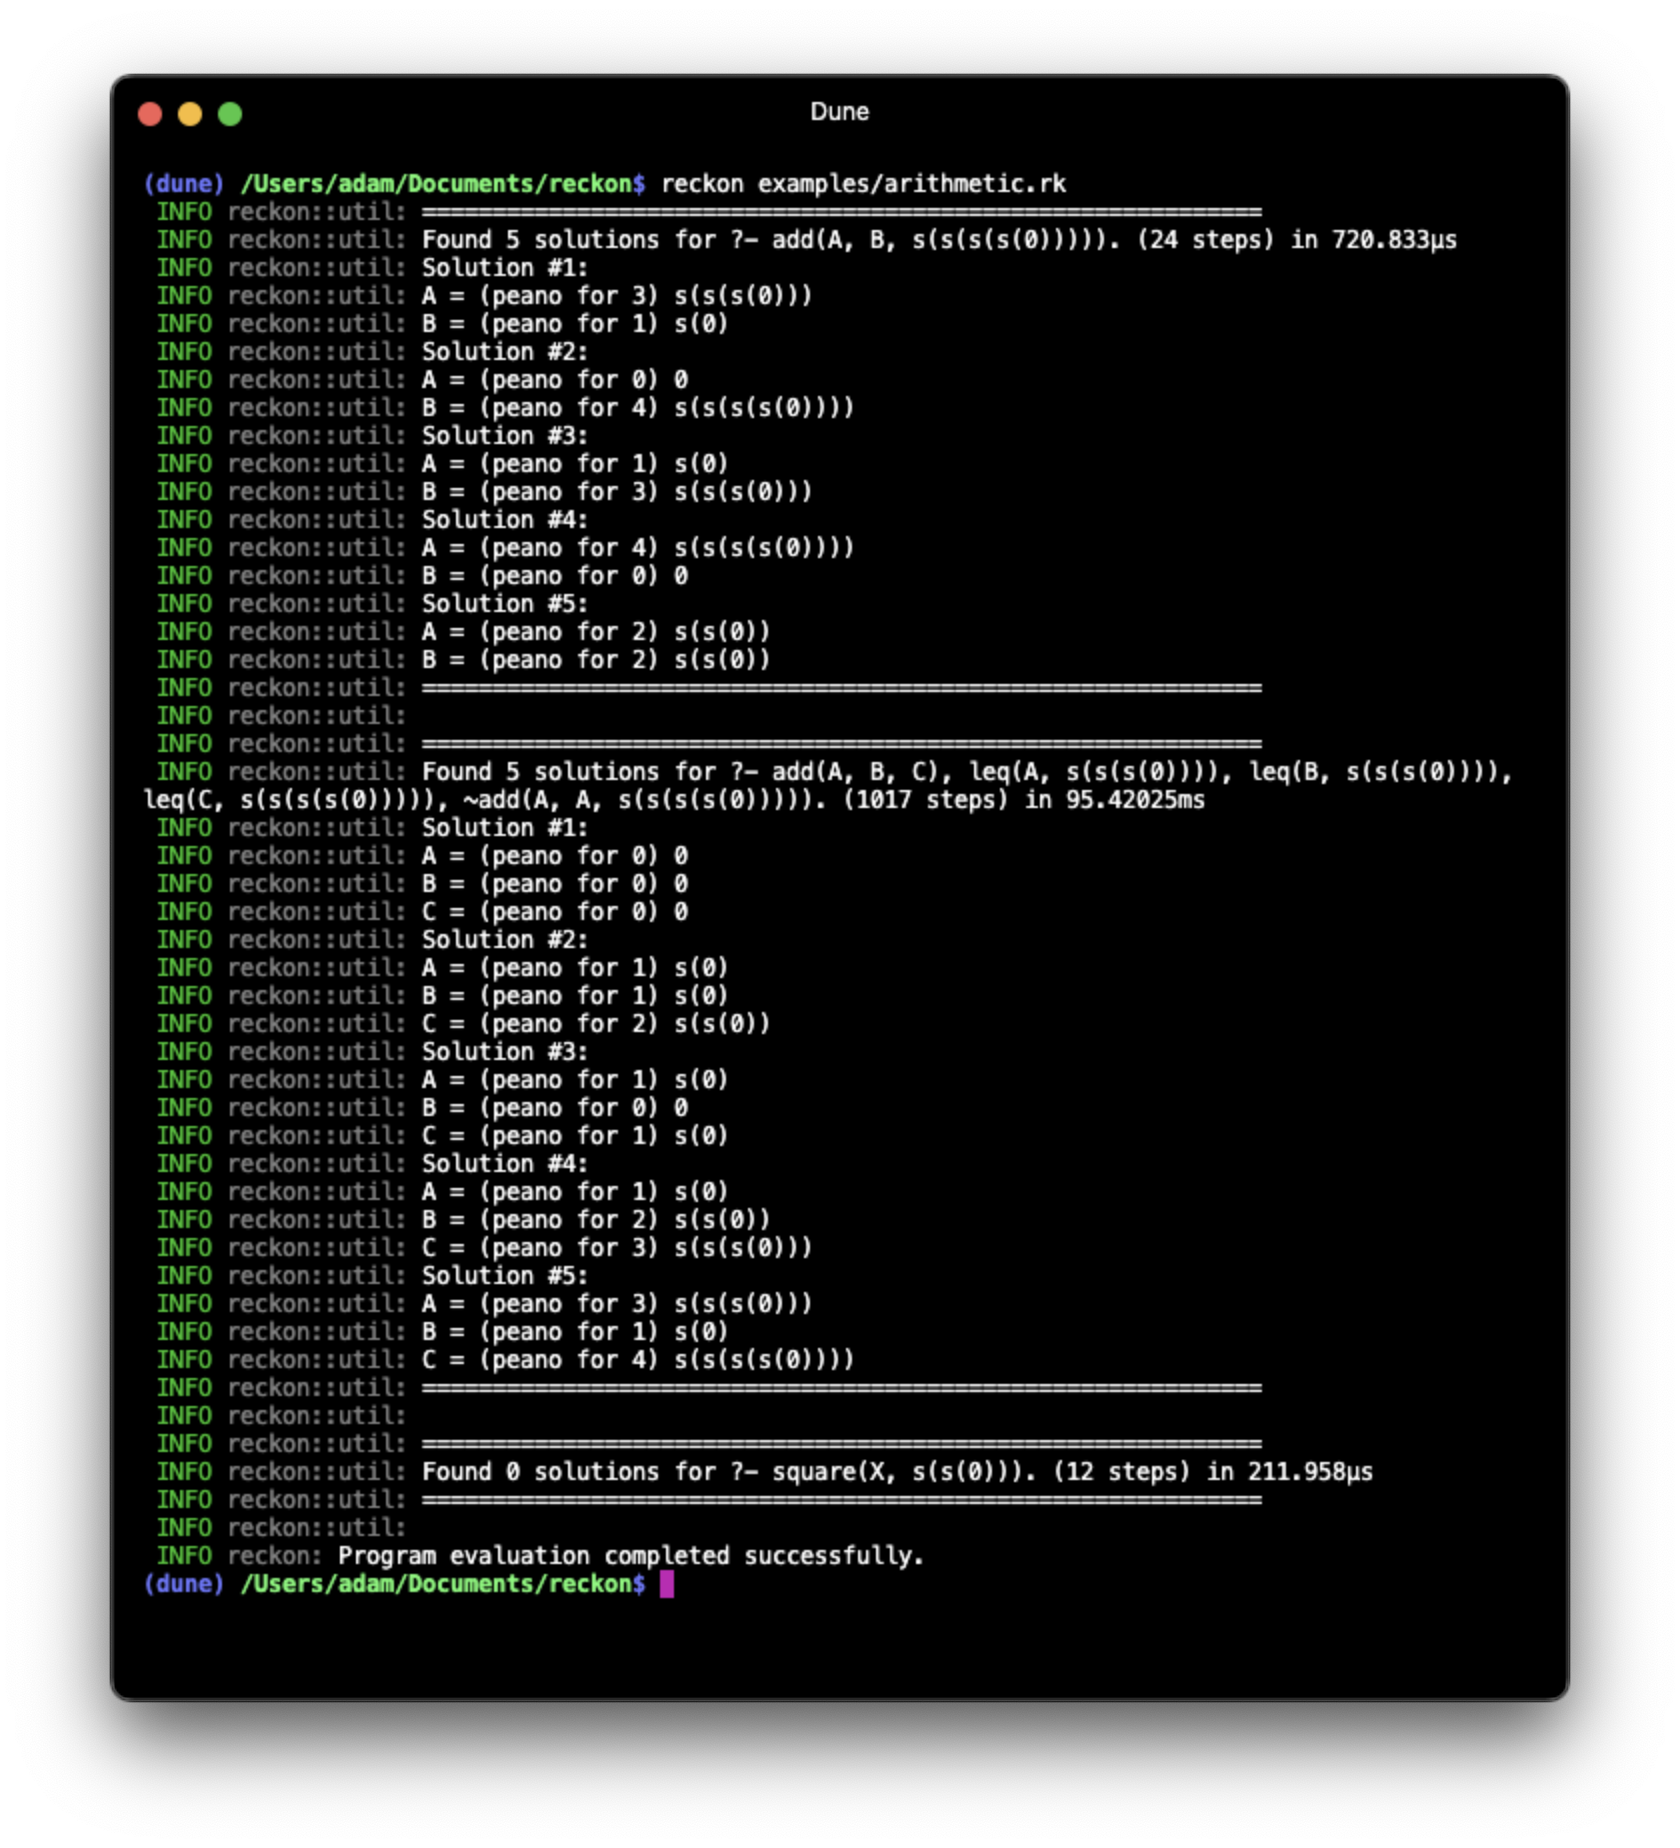 Dune
(dune) /Users/adam/Documents/reckon$ reckon examples/arithmetic.rk
INFO reckon::util: ════════════════════════════════════════════════════════════
INFO reckon::util: Found 5 solutions for ?- add(A, B, s(s(s(s(0))))). (24 steps) in 720.833µs
INFO reckon::util: Solution #1:
INFO reckon::util: A = (peano for 3) s(s(s(0)))
INFO reckon::util: B = (peano for 1) s(0)
INFO reckon::util: Solution #2:
INFO reckon::util: A = (peano for 0) 0
INFO reckon::util: B = (peano for 4) s(s(s(s(0))))
INFO reckon::util: Solution #3:
INFO reckon::util: A = (peano for 1) s(0)
INFO reckon::util: B = (peano for 3) s(s(s(0)))
INFO reckon::util: Solution #4:
INFO reckon::util: A = (peano for 4) s(s(s(s(0))))
INFO reckon::util: B = (peano for 0) 0
INFO reckon::util: Solution #5:
INFO reckon::util: A = (peano for 2) s(s(0))
INFO reckon::util: B = (peano for 2) s(s(0))
INFO reckon::util: ════════════════════════════════════════════════════════════
INFO reckon::util:
INFO reckon::util: ════════════════════════════════════════════════════════════
INFO reckon::util: Found 5 solutions for ?- add(A, B, C), leq(A, s(s(s(0)))), leq(B, s(s(s(0)))),
leq(C, s(s(s(s(0))))), ~add(A, A, s(s(s(s(0))))). (1017 steps) in 95.42025ms
INFO reckon::util: Solution #1:
INFO reckon::util: A = (peano for 0) 0
INFO reckon::util: B = (peano for 0) 0
INFO reckon::util: C = (peano for 0) 0
INFO reckon::util: Solution #2:
INFO reckon::util: A = (peano for 1) s(0)
INFO reckon::util: B = (peano for 1) s(0)
INFO reckon::util: C = (peano for 2) s(s(0))
INFO reckon::util: Solution #3:
INFO reckon::util: A = (peano for 1) s(0)
INFO reckon::util: B = (peano for 0) 0
INFO reckon::util: C = (peano for 1) s(0)
INFO reckon::util: Solution #4:
INFO reckon::util: A = (peano for 1) s(0)
INFO reckon::util: B = (peano for 2) s(s(0))
INFO reckon::util: C = (peano for 3) s(s(s(0)))
INFO reckon::util: Solution #5:
INFO reckon::util: A = (peano for 3) s(s(s(0)))
INFO reckon::util: B = (peano for 1) s(0)
INFO reckon::util: C = (peano for 4) s(s(s(s(0))))
INFO reckon::util: ════════════════════════════════════════════════════════════
INFO reckon::util:
INFO reckon::util: ════════════════════════════════════════════════════════════
INFO reckon::util: Found 0 solutions for ?- square(X, s(s(0))). (12 steps) in 211.958µs
INFO reckon::util: ════════════════════════════════════════════════════════════
INFO reckon::util:
INFO reckon: Program evaluation completed successfully.
(dune) /Users/adam/Documents/reckon$